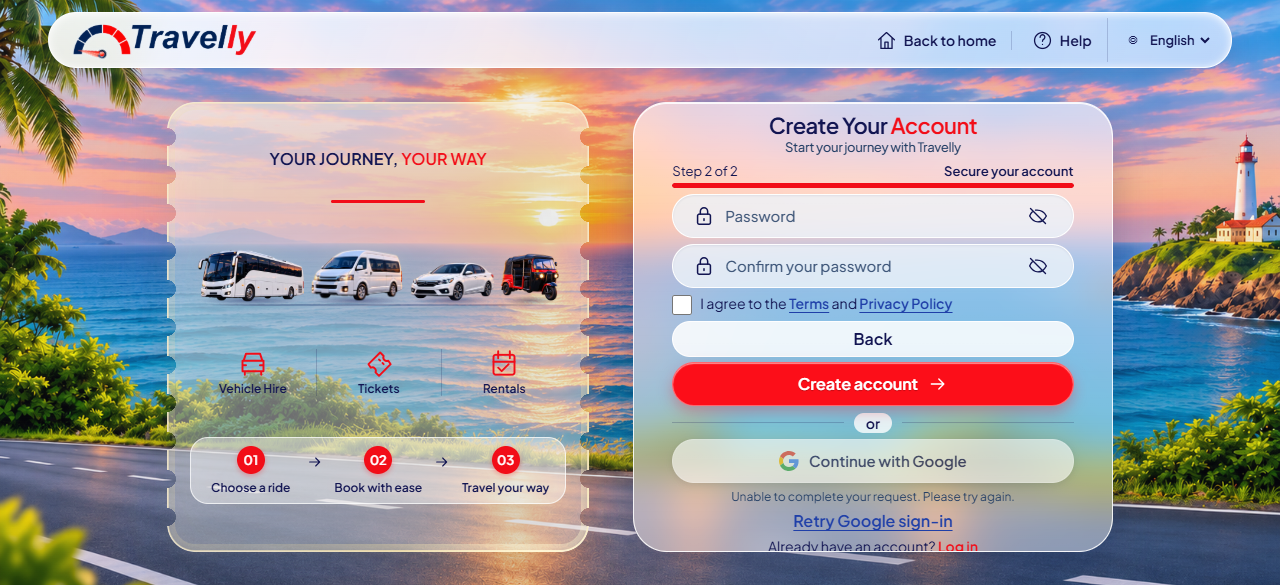 Travelly
Back to home
Help
English
YOUR JOURNEY, YOUR WAY
Vehicle Hire
Tickets
Rentals
01
02
03
Choose a ride
Book with ease
Travel your way
Create Your Account
Start your journey with Travelly
Step 2 of 2
Secure your account
Password
Confirm your password
I agree to the Terms and Privacy Policy
Back
Create account
or
Continue with Google
Unable to complete your request. Please try again.
Retry Google sign-in
Already have an account? Log in